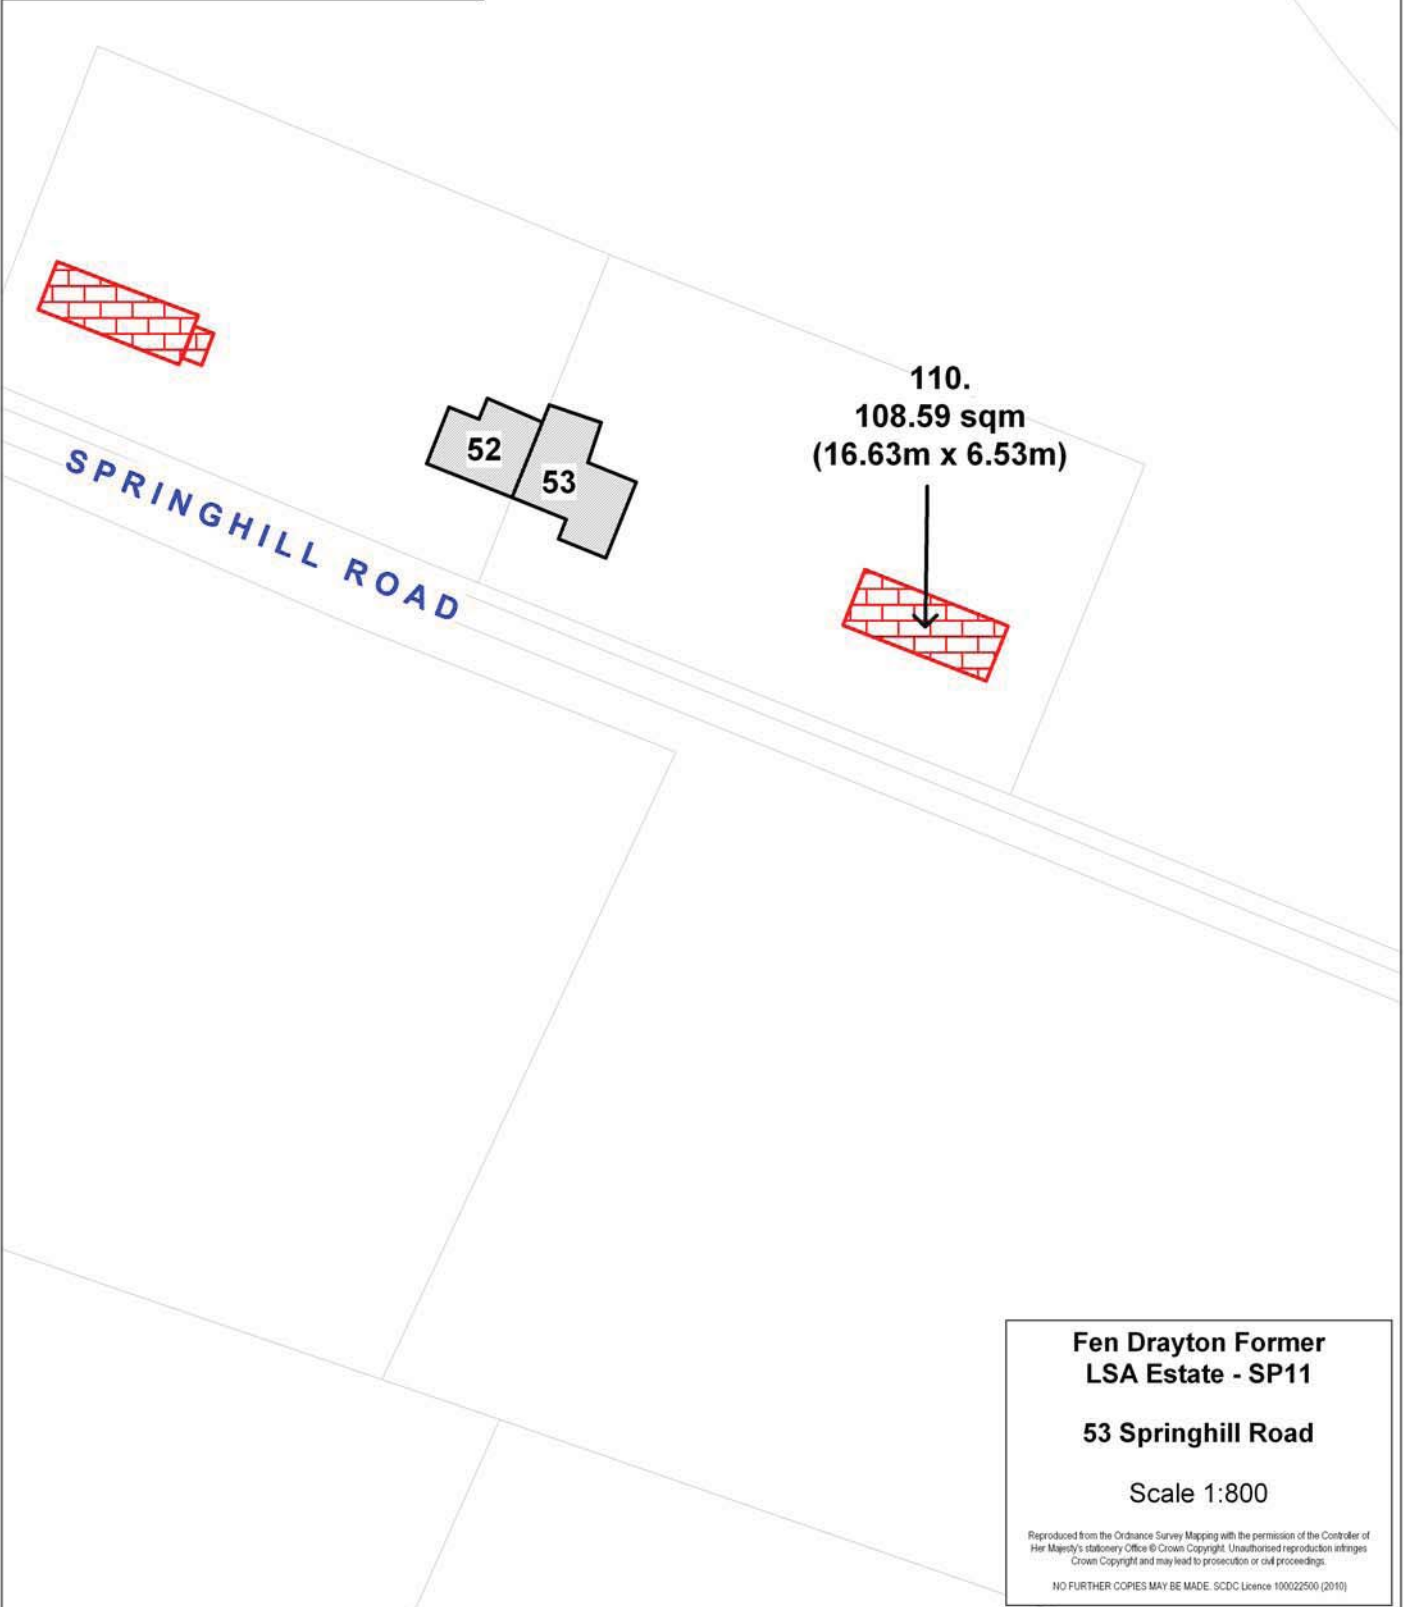 110.
108.59 sqm
(16.63m x 6.53m)
52
53
SPRINGHILL ROAD
Fen Drayton Former
LSA Estate - SP11
53 Springhill Road
Scale 1:800
Reproduced from the Ordnance Survey Mapping with the permission of the Controller of
Her Majesty's stationery Office © Crown Copyright. Unauthorised reproduction infringes
Crown Copyright and may lead to prosecution or civil proceedings.
NO FURTHER COPIES MAY BE MADE. SCDC Licence 100022500 (2010)